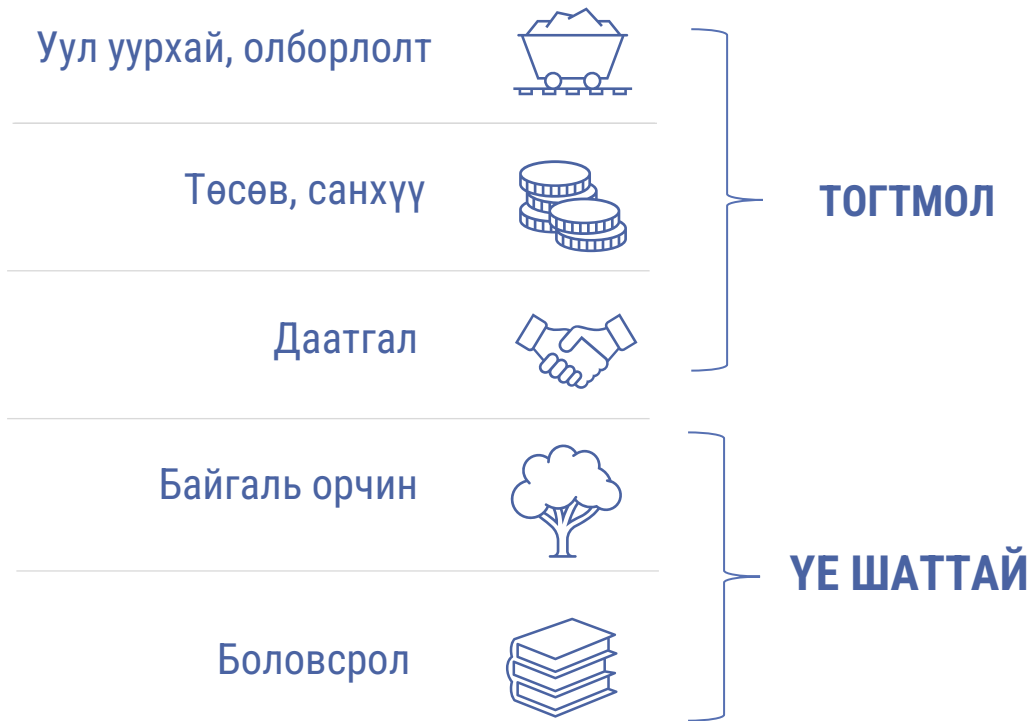 Уул уурхай, олборлолт
Төсөв, санхүү
Даатгал
ТОГТМОЛ
Байгаль орчин
Боловсрол
ҮЕ ШАТТАЙ